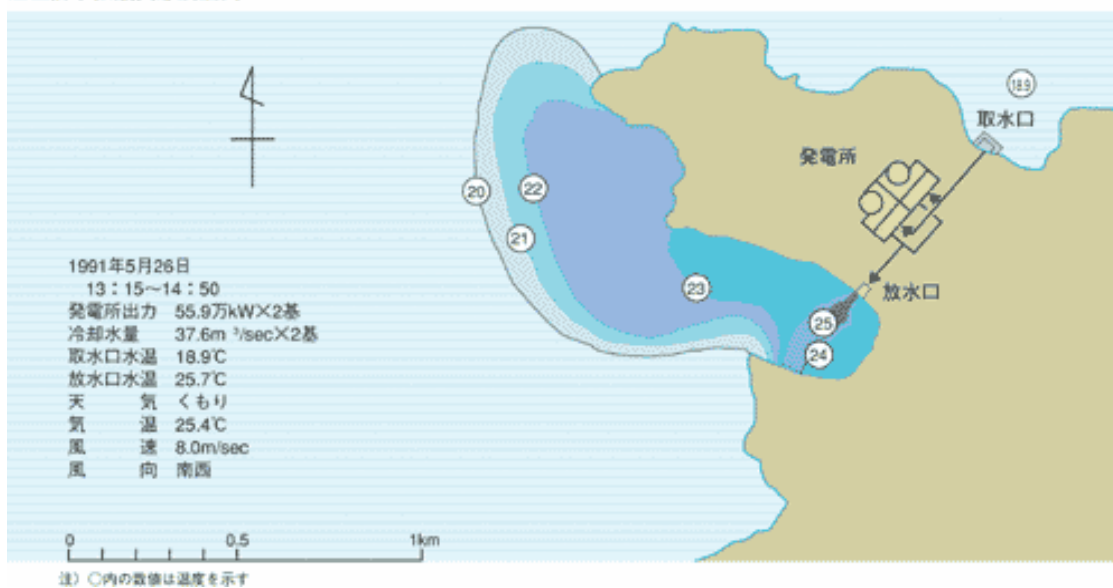 18.9
取水口
発電所
20
22
21
23
放水口
25
24
1991年5月26日
13：15～14：50
発電所出力 55.9万kW×2基
冷却水量 37.6m ³/sec×2基
取水口水温 18.9℃
放水口水温 25.7℃
天 気 くもり
気 温 25.4℃
風 速 8.0m/sec
風 向 南西
0 0.5 1km
注）○内の数値は温度を示す